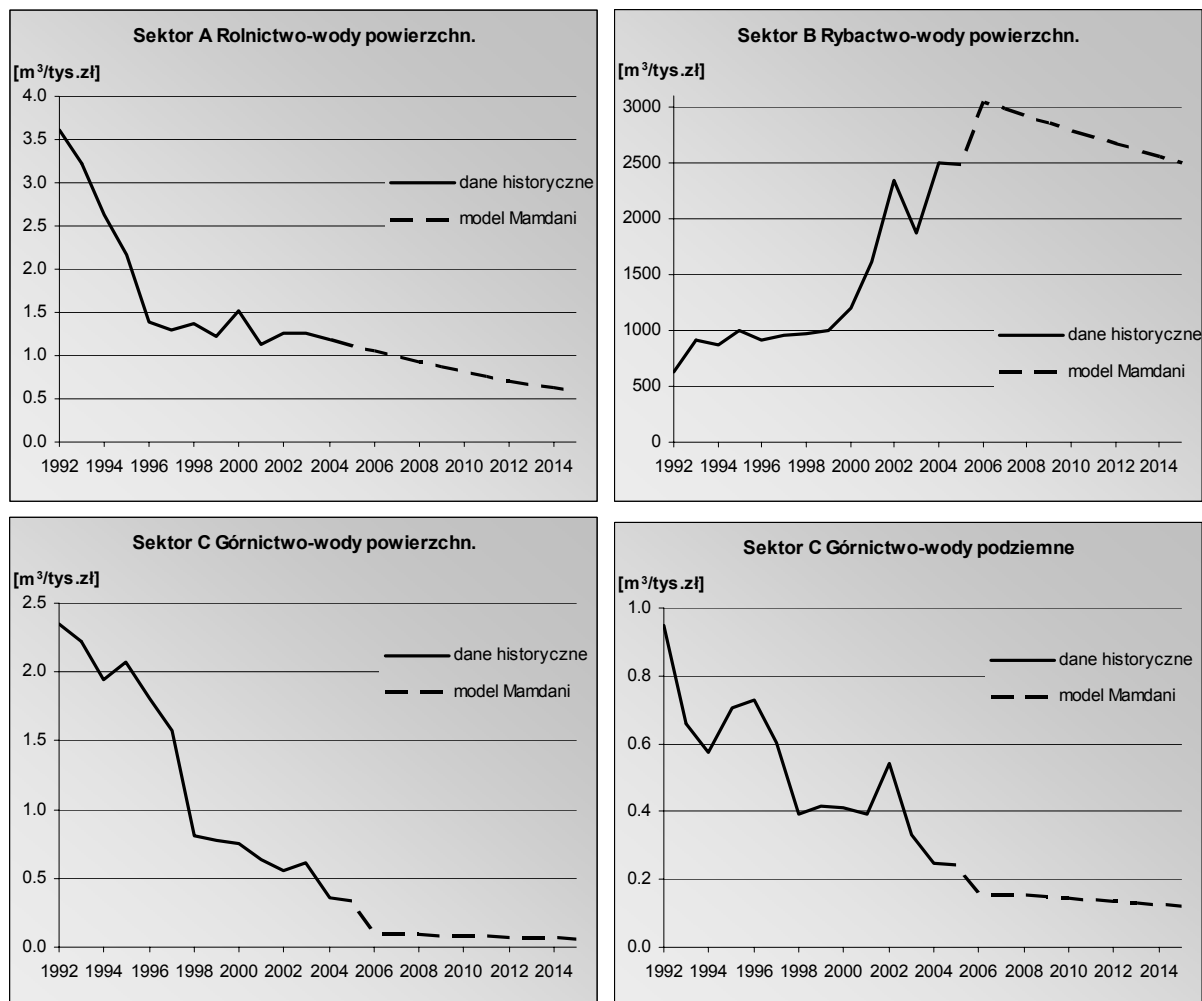 Sektor A Rolnictwo-wody powierzchn.
[m³/tys.zł]
4.0
3.5
3.0
2.5
2.0
1.5
1.0
0.5
0.0
1992 1994 1996 1998 2000 2002 2004 2006 2008 2010 2012 2014
dane historyczne
model Mamdani
Sektor B Rybactwo-wody powierzchn.
[m³/tys.zł]
3000
2500
2000
1500
1000
500
0
1992 1994 1996 1998 2000 2002 2004 2006 2008 2010 2012 2014
dane historyczne
model Mamdani
Sektor C Górnictwo-wody powierzchn.
[m³/tys.zł]
2.5
2.0
1.5
1.0
0.5
0.0
1992 1994 1996 1998 2000 2002 2004 2006 2008 2010 2012 2014
dane historyczne
model Mamdani
Sektor C Górnictwo-wody podziemne
[m³/tys.zł]
1.0
0.8
0.6
0.4
0.2
0.0
1992 1994 1996 1998 2000 2002 2004 2006 2008 2010 2012 2014
dane historyczne
model Mamdani